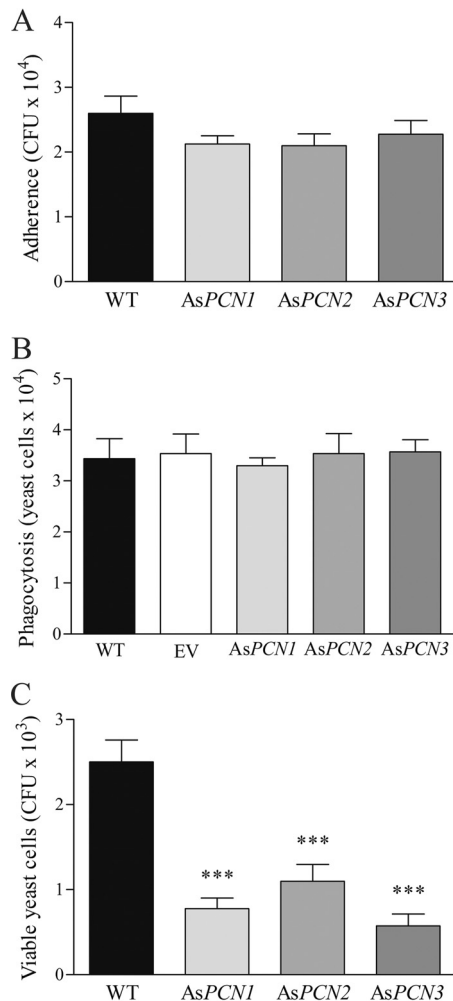 A
Adherence (CFU x 10⁴)
4
3
2
1
0
WT AsPCN1 AsPCN2 AsPCN3
B
Phagocytosis (yeast cells x 10⁴)
5
4
3
2
1
0
WT EV AsPCN1 AsPCN2 AsPCN3
C
Viable yeast cells (CFU x 10³)
3
2
1
0
*** *** ***
WT AsPCN1 AsPCN2 AsPCN3